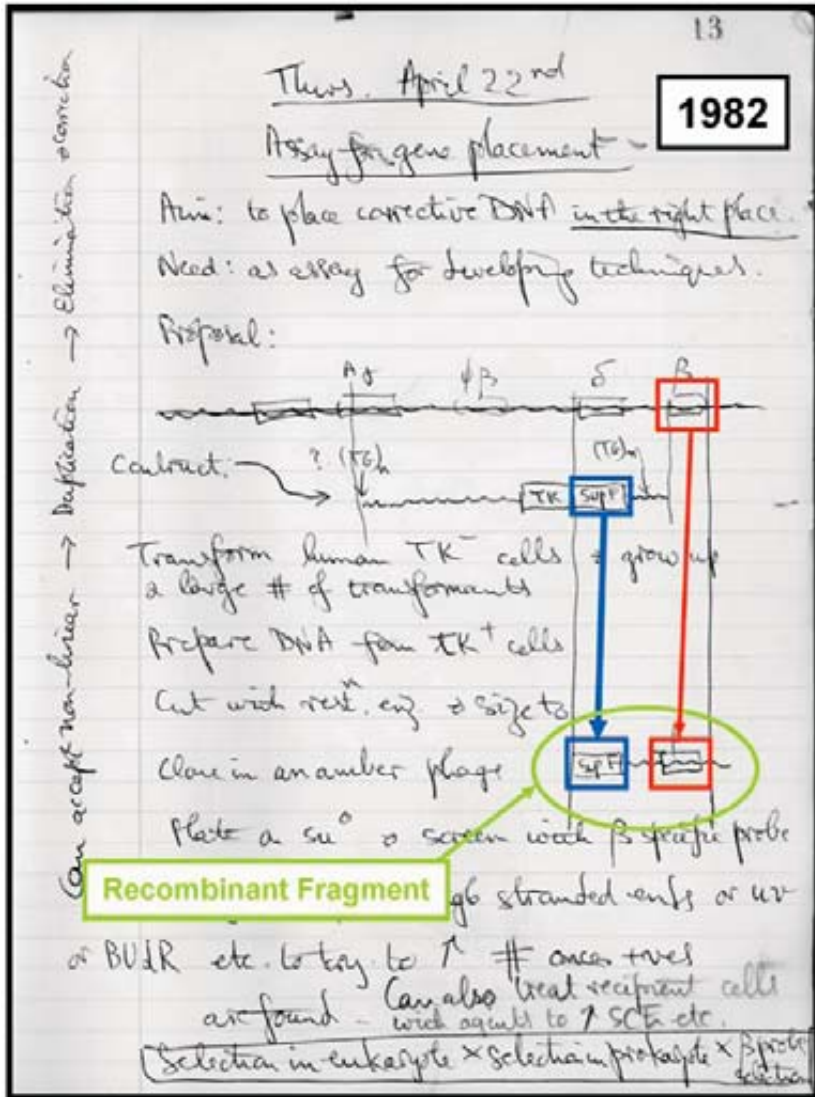 13
Thurs. April 22nd
1982
Assay for gene placement -
Aim: to place corrective DNA in the right place.
Need: as assay for developing techniques.
Proposal:
Aγ ψβ δ β
Construct: ? (TG)n (TG)n
TK SupF
Transform human TK- cells & grow up
a large # of transformants
Prepare DNA from TK+ cells
Cut with restn. enz. & size to
Clone in an amber phage
SupF
Plate on su° & screen with β specific probe
Recombinant Fragment
stranded ends or uv
or BUdR etc. to try to ↑ # once +ves
are found - Can also treat recipient cells
with agents to ↑ SCE etc.
Selection in eukaryote × selection in prokaryote × β probe
selection
Can accept non-linear → Duplication → Elimination & correction